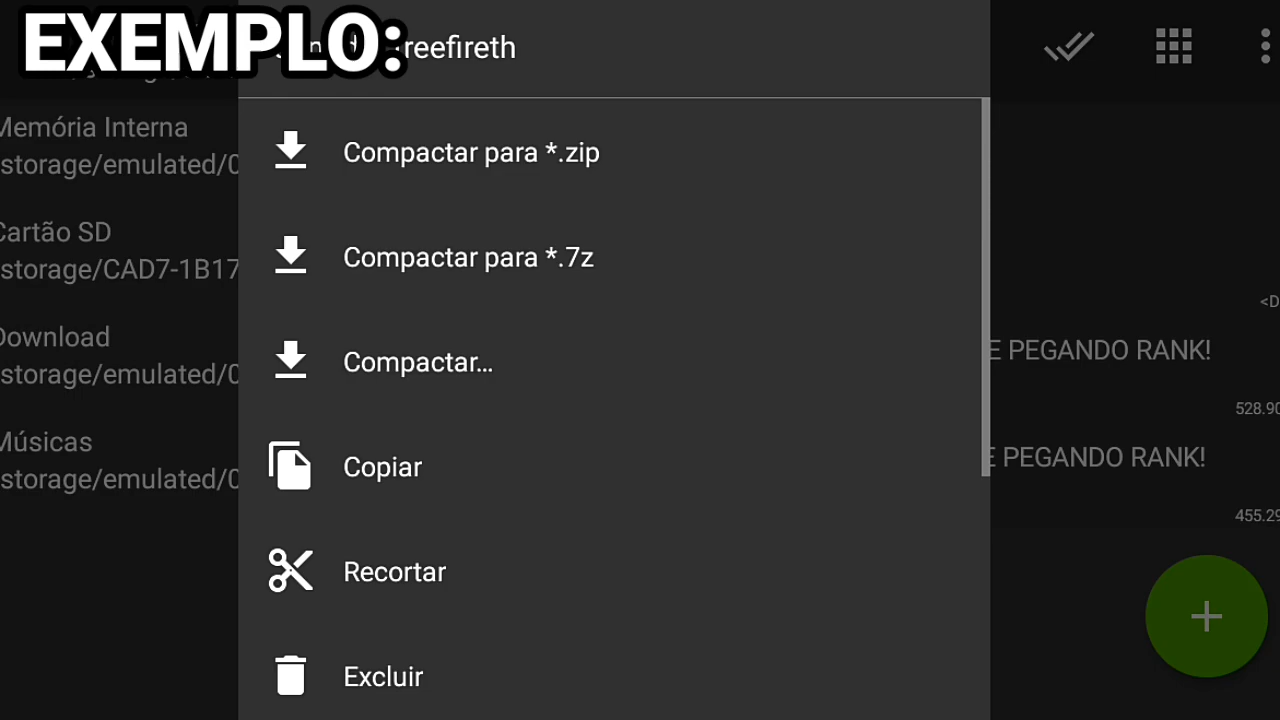 EXEMPLO:
reefireth
Memória Interna
storage/emulated/0
Cartão SD
storage/CAD7-1B17
Download
storage/emulated/0
Músicas
storage/emulated/0
Compactar para *.zip
Compactar para *.7z
Compactar...
Copiar
Recortar
Excluir
<D
E PEGANDO RANK!
528.90
E PEGANDO RANK!
455.29